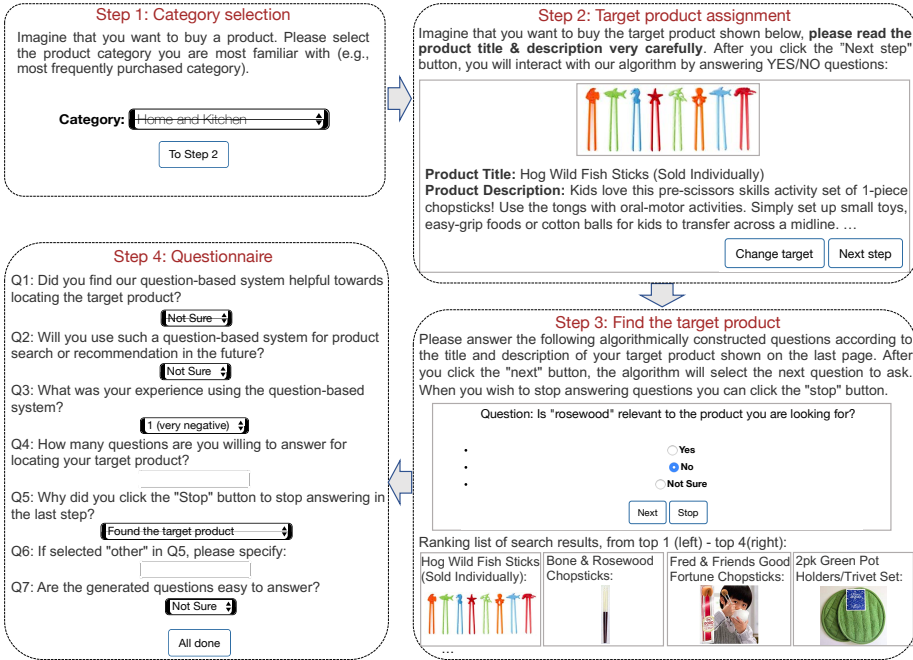 Step 1: Category selection
Imagine that you want to buy a product. Please select
the product category you are most familiar with (e.g.,
most frequently purchased category).
Category: Home and Kitchen
To Step 2
Step 2: Target product assignment
Imagine that you want to buy the target product shown below, please read the
product title & description very carefully. After you click the "Next step"
button, you will interact with our algorithm by answering YES/NO questions:
Product Title: Hog Wild Fish Sticks (Sold Individually)
Product Description: Kids love this pre-scissors skills activity set of 1-piece
chopsticks! Use the tongs with oral-motor activities. Simply set up small toys,
easy-grip foods or cotton balls for kids to transfer across a midline. ...
Change target
Next step
Step 3: Find the target product
Please answer the following algorithmically constructed questions according to
the title and description of your target product shown on the last page. After
you click the "next" button, the algorithm will select the next question to ask.
When you wish to stop answering questions you can click the "stop" button.
Question: Is "rosewood" relevant to the product you are looking for?
Yes
No
Not Sure
Next
Stop
Ranking list of search results, from top 1 (left) - top 4(right):
Hog Wild Fish Sticks
(Sold Individually):
Bone & Rosewood
Chopsticks:
Fred & Friends Good
Fortune Chopsticks:
2pk Green Pot
Holders/Trivet Set:
...
Step 4: Questionnaire
Q1: Did you find our question-based system helpful towards
locating the target product?
Not Sure
Q2: Will you use such a question-based system for product
search or recommendation in the future?
Not Sure
Q3: What was your experience using the question-based
system?
1 (very negative)
Q4: How many questions are you willing to answer for
locating your target product?
Q5: Why did you click the "Stop" button to stop answering in
the last step?
Found the target product
Q6: If selected "other" in Q5, please specify:
Q7: Are the generated questions easy to answer?
Not Sure
All done